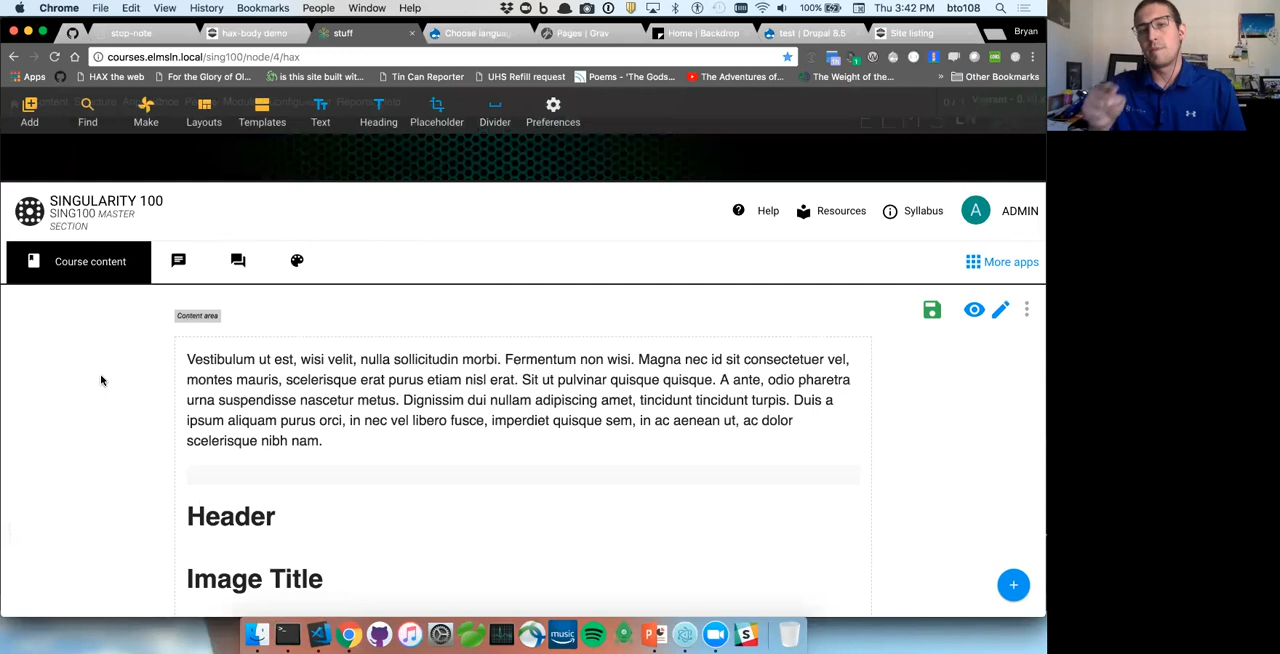 Chrome File Edit View History Bookmarks People Window Help 100% Thu 3:42 PM bto108
stop-note hax-body demo stuff Choose langua Pages | Grav Home | Backdrop test | Drupal 8.5 Site listing Bryan
courses.elmsln.local/sing100/node/4/hax
Apps HAX the web For the Glory of Ol... is this site built wit... Tin Can Reporter UHS Refill request Poems - 'The Gods... The Adventures of... The Weight of the... » Other Bookmarks
Add Find Make Layouts Templates Text Heading Placeholder Divider Preferences
SINGULARITY 100
SING100 MASTER
SECTION
Help Resources Syllabus A ADMIN
Course content More apps
Content area
Vestibulum ut est, wisi velit, nulla sollicitudin morbi. Fermentum non wisi. Magna nec id sit consectetuer vel,
montes mauris, scelerisque erat purus etiam nisl erat. Sit ut pulvinar quisque quisque. A ante, odio pharetra
urna suspendisse nascetur metus. Dignissim dui nullam adipiscing amet, tincidunt tincidunt turpis. Duis a
ipsum aliquam purus orci, in nec vel libero fusce, imperdiet quisque sem, in ac aenean ut, ac dolor
scelerisque nibh nam.
Header
Image Title
music